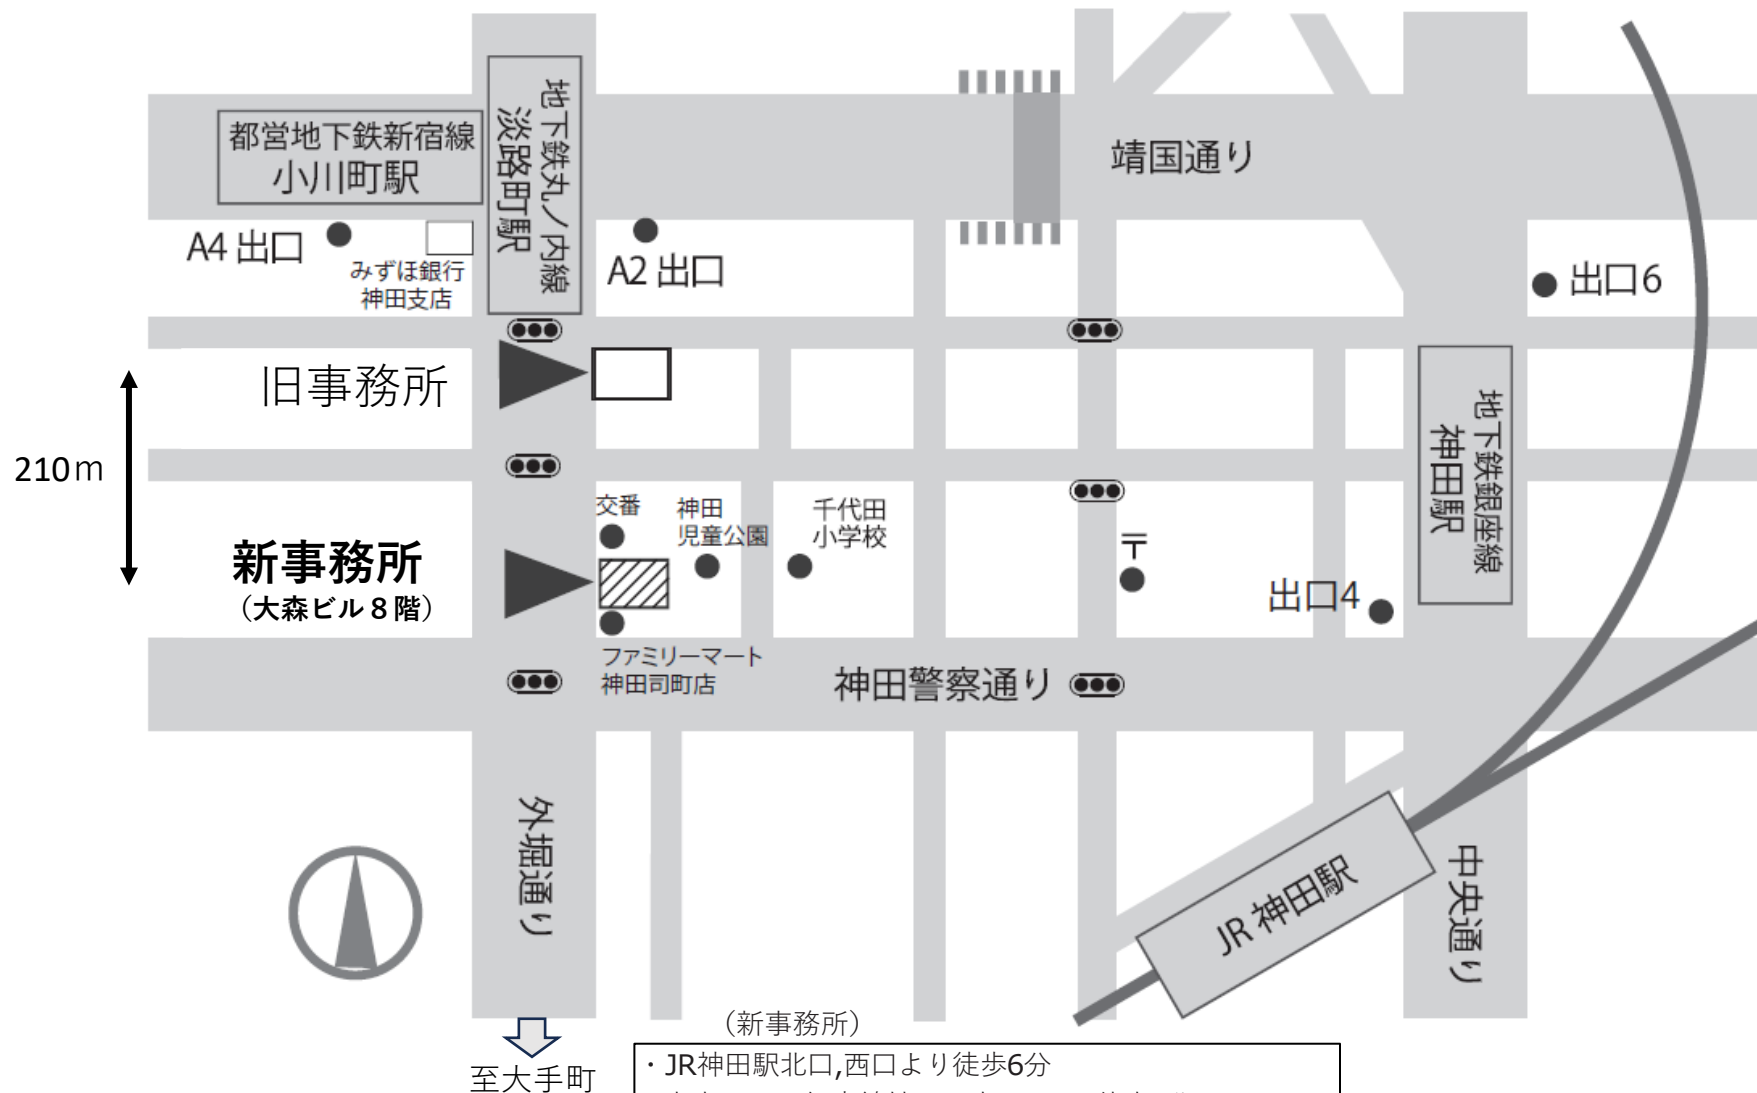 都営地下鉄新宿線
小川町駅
地下鉄丸ノ内線
淡路町駅
靖国通り
A4 出口
みずほ銀行
神田支店
A2 出口
出口6
旧事務所
210m
地下鉄銀座線
神田駅
交番
神田
児童公園
千代田
小学校
〒
新事務所
（大森ビル８階）
出口4
ファミリーマート
神田司町店
神田警察通り
外堀通り
JR 神田駅
中央通り
至大手町
（新事務所）
・JR神田駅北口,西口より徒歩6分